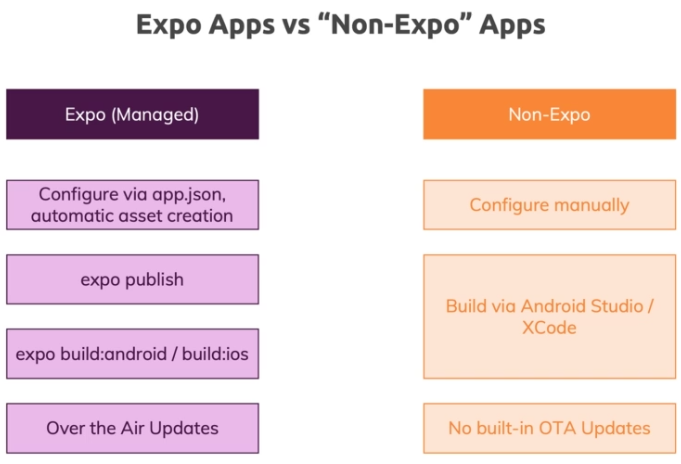 Expo Apps vs “Non-Expo” Apps
Expo (Managed)
Non-Expo
Configure via app.json,
automatic asset creation
Configure manually
expo publish
Build via Android Studio /
XCode
expo build:android / build:ios
Over the Air Updates
No built-in OTA Updates